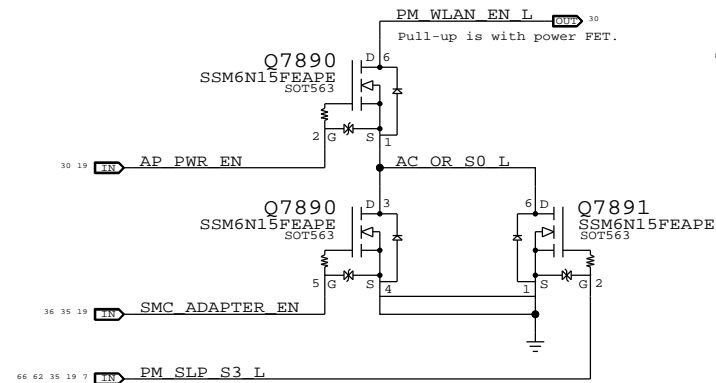 PM_WLAN_EN_L OUT 30
Pull-up is with power FET.
Q7890
SSM6N15FEAPE
SOT563
D 6
2 G S 1
30 19 IN AP_PWR_EN
AC_OR_S0_L
Q7890
SSM6N15FEAPE
SOT563
D 3
5 G S 4
6 D
Q7891
SSM6N15FEAPE
SOT563
1 S G 2
36 35 19 IN SMC_ADAPTER_EN
66 62 35 19 7 IN PM_SLP_S3_L